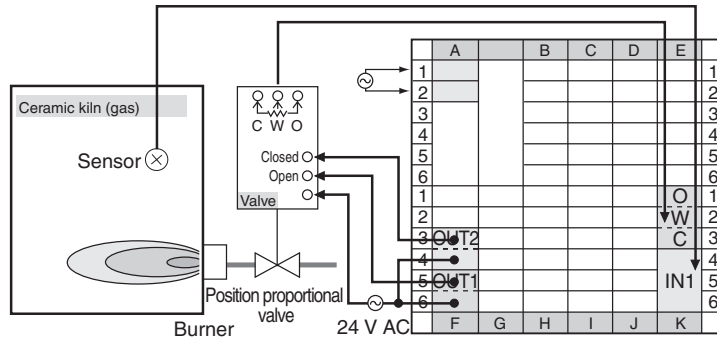 A B C D E
1 1
2 2
3 3
4 4
5 5
6 6
1 O 1
2 W 2
3 OUT2 C 3
4 4
5 OUT1 IN1 5
6 6
F G H I J K
Ceramic kiln (gas)
Sensor
C W O
Closed
Open
Valve
Position proportional
valve
Burner
24 V AC